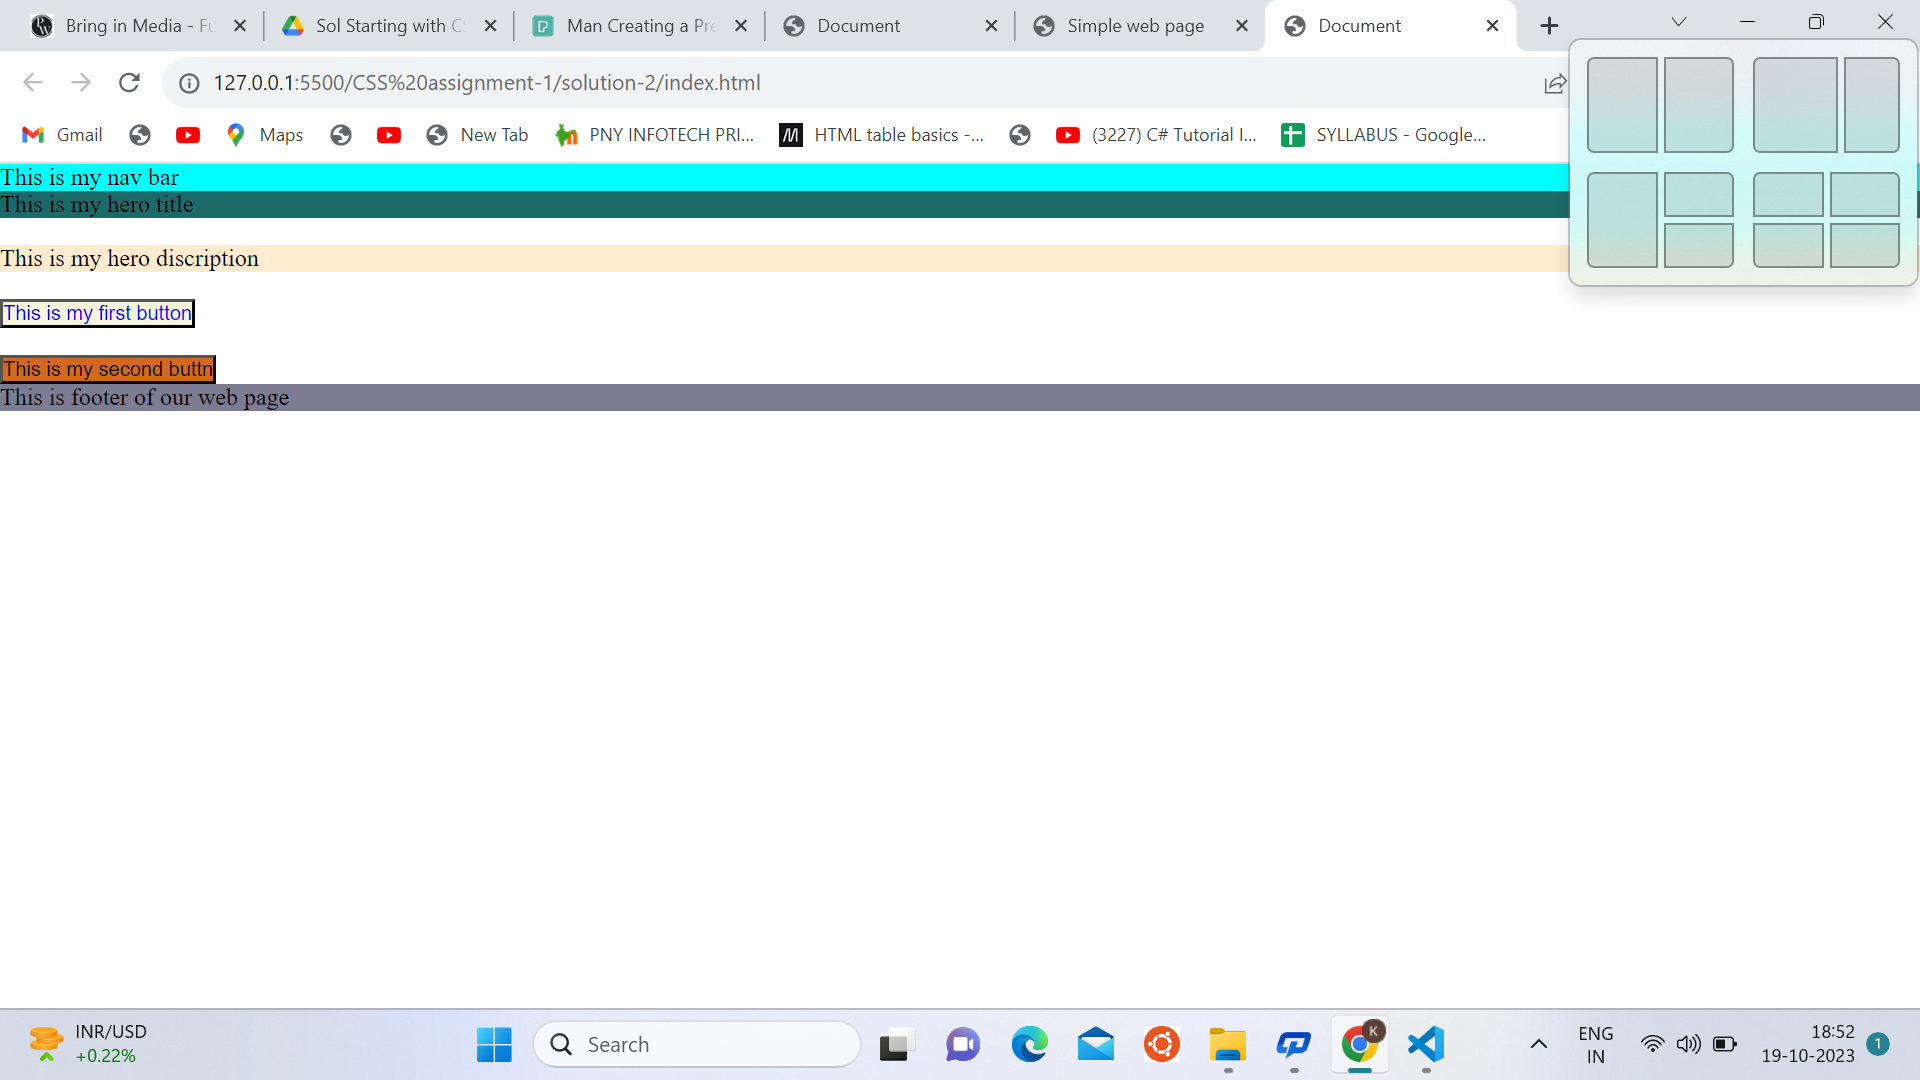 Bring in Media - Fu
Sol Starting with C
Man Creating a Pre
Document
Simple web page
Document
127.0.0.1:5500/CSS%20assignment-1/solution-2/index.html
Gmail
Maps
New Tab
PNY INFOTECH PRI...
HTML table basics -...
(3227) C# Tutorial I...
SYLLABUS - Google...
This is my nav bar
This is my hero title
This is my hero discription
This is my first button
This is my second buttn
This is footer of our web page
INR/USD
+0.22%
Search
K
ENG
IN
18:52
19-10-2023
1